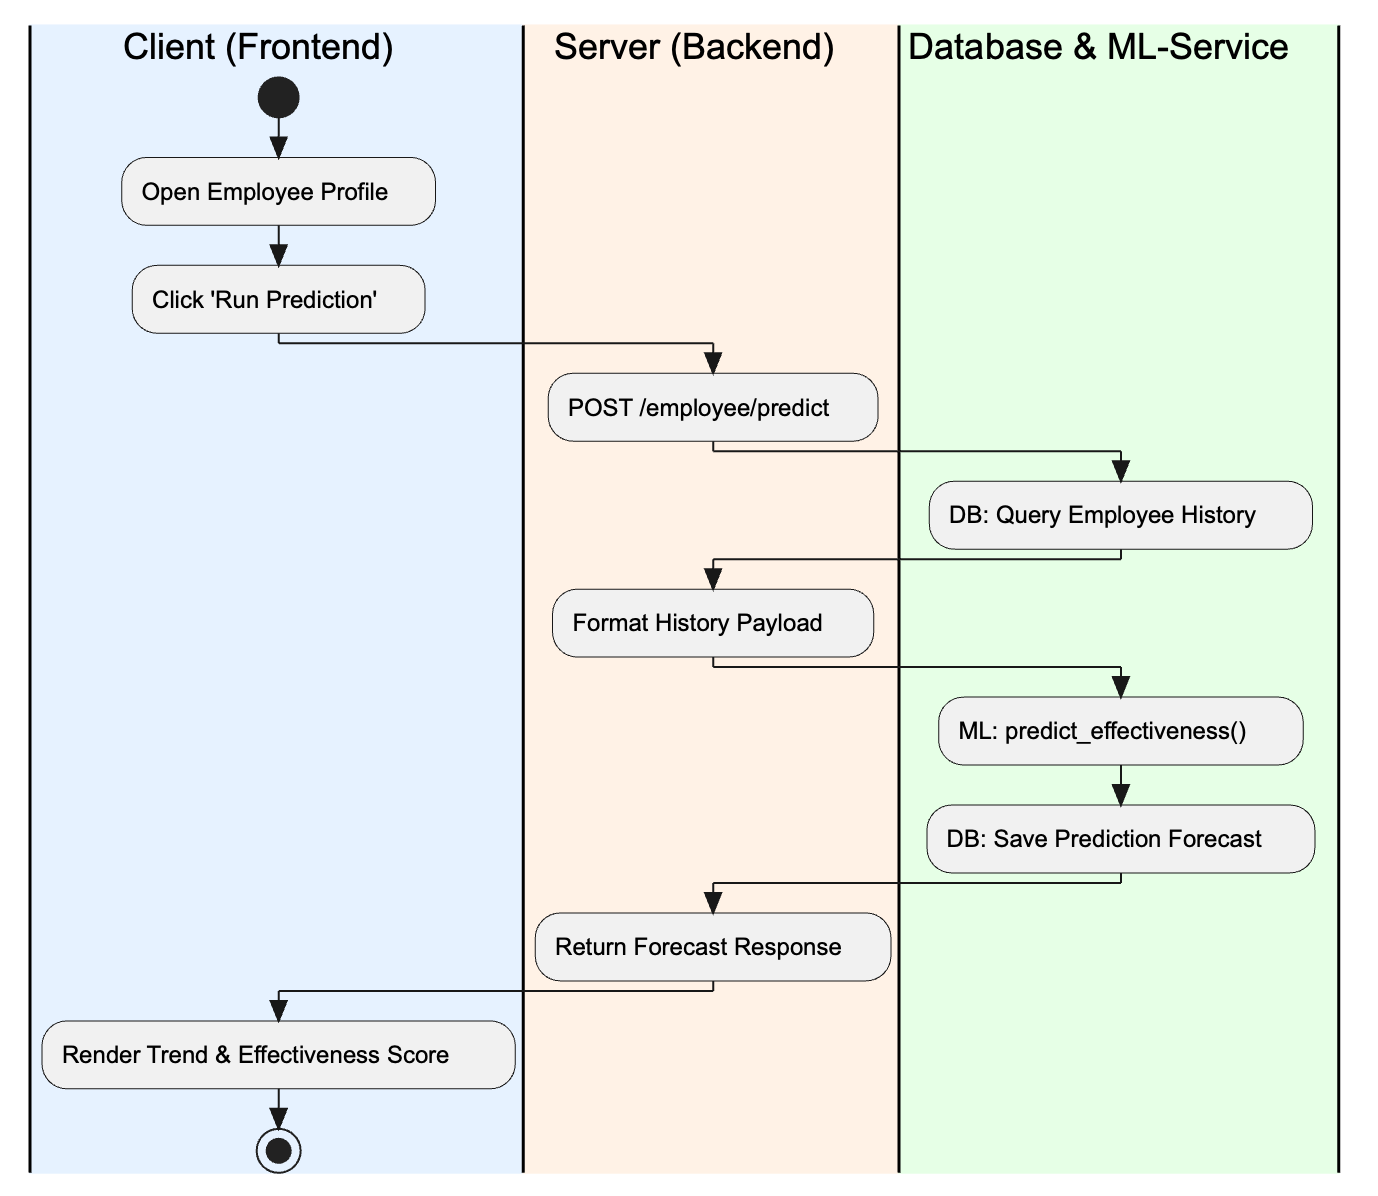 Client (Frontend)
Server (Backend)
Database & ML-Service
Open Employee Profile
Click 'Run Prediction'
POST /employee/predict
DB: Query Employee History
Format History Payload
ML: predict_effectiveness()
DB: Save Prediction Forecast
Return Forecast Response
Render Trend & Effectiveness Score